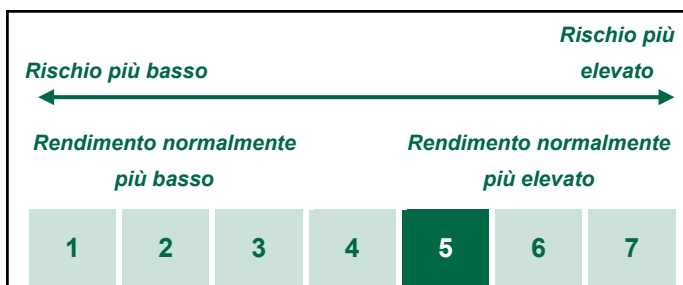 Rischio più
Rischio più basso elevato
Rendimento normalmente Rendimento normalmente
più basso più elevato
1 2 3 4 5 6 7